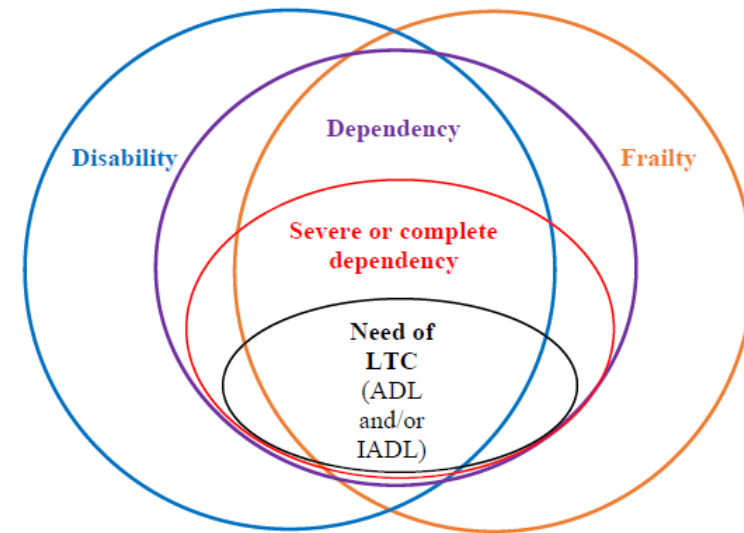 Dependency
Disability
Frailty
Severe or complete
dependency
Need of
LTC
(ADL
and/or
IADL)